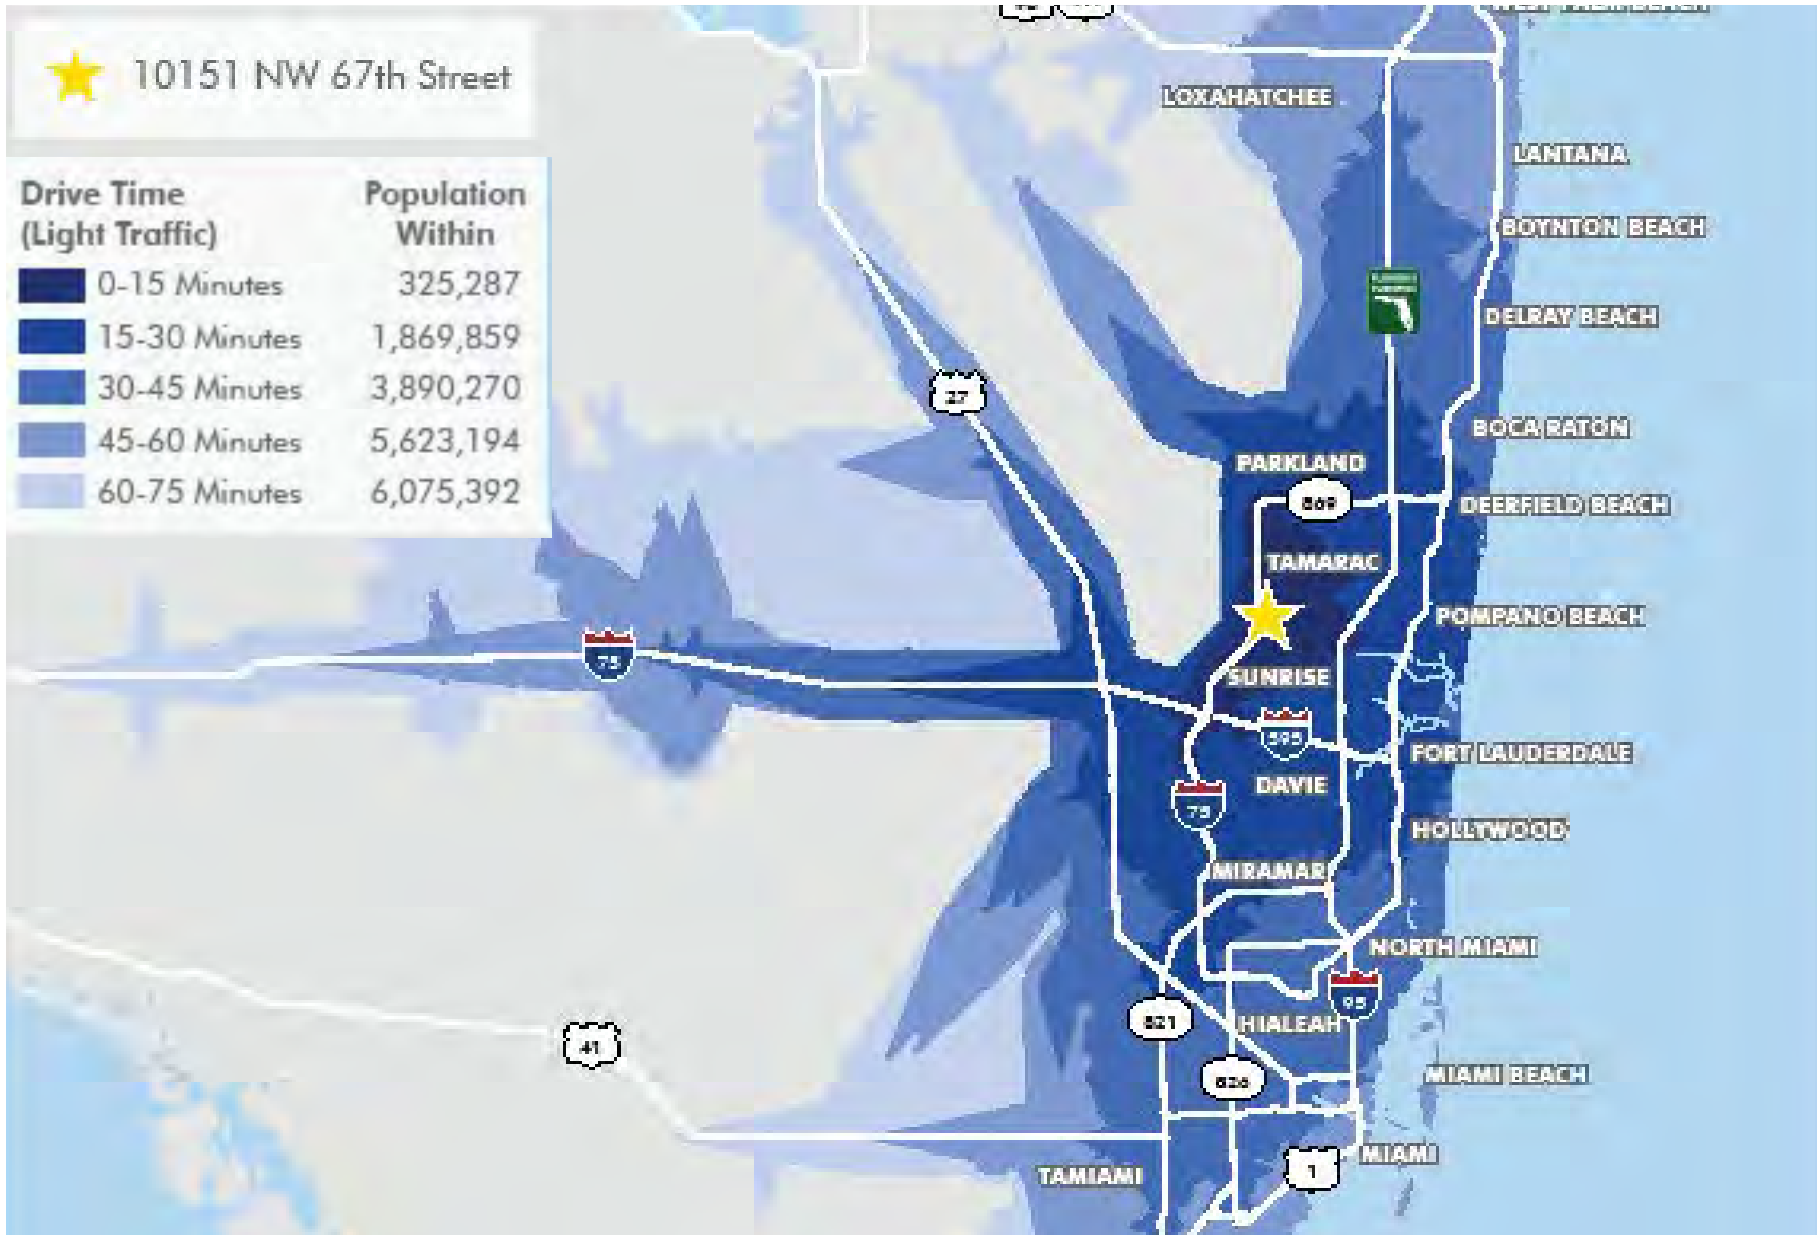 10151 NW 67th Street
Drive Time Population
(Light Traffic) Within
0-15 Minutes 325,287
15-30 Minutes 1,869,859
30-45 Minutes 3,890,270
45-60 Minutes 5,623,194
60-75 Minutes 6,075,392
WEST PALM BEACH
LOXAHATCHEE
LANTANA
BOYNTON BEACH
DELRAY BEACH
27
BOCA RATON
PARKLAND
869
DEERFIELD BEACH
TAMARAC
POMPANO BEACH
75
SUNRISE
595
FORT LAUDERDALE
DAVIE
75
HOLLYWOOD
MIRAMAR
NORTH MIAMI
95
821
HIALEAH
41
826
MIAMI BEACH
MIAMI
1
TAMIAMI